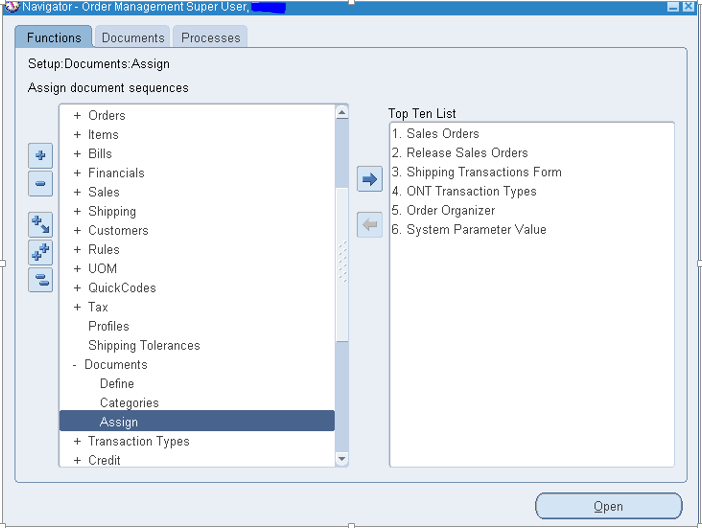 Navigator - Order Management Super User,
Functions
Documents
Processes
Setup:Documents:Assign
Assign document sequences
+ Orders
+ Items
+ Bills
+ Financials
+ Sales
+ Shipping
+ Customers
+ Rules
+ UOM
+ QuickCodes
+ Tax
Profiles
Shipping Tolerances
- Documents
Define
Categories
Assign
+ Transaction Types
+ Credit
Top Ten List
1. Sales Orders
2. Release Sales Orders
3. Shipping Transactions Form
4. ONT Transaction Types
5. Order Organizer
6. System Parameter Value
Open